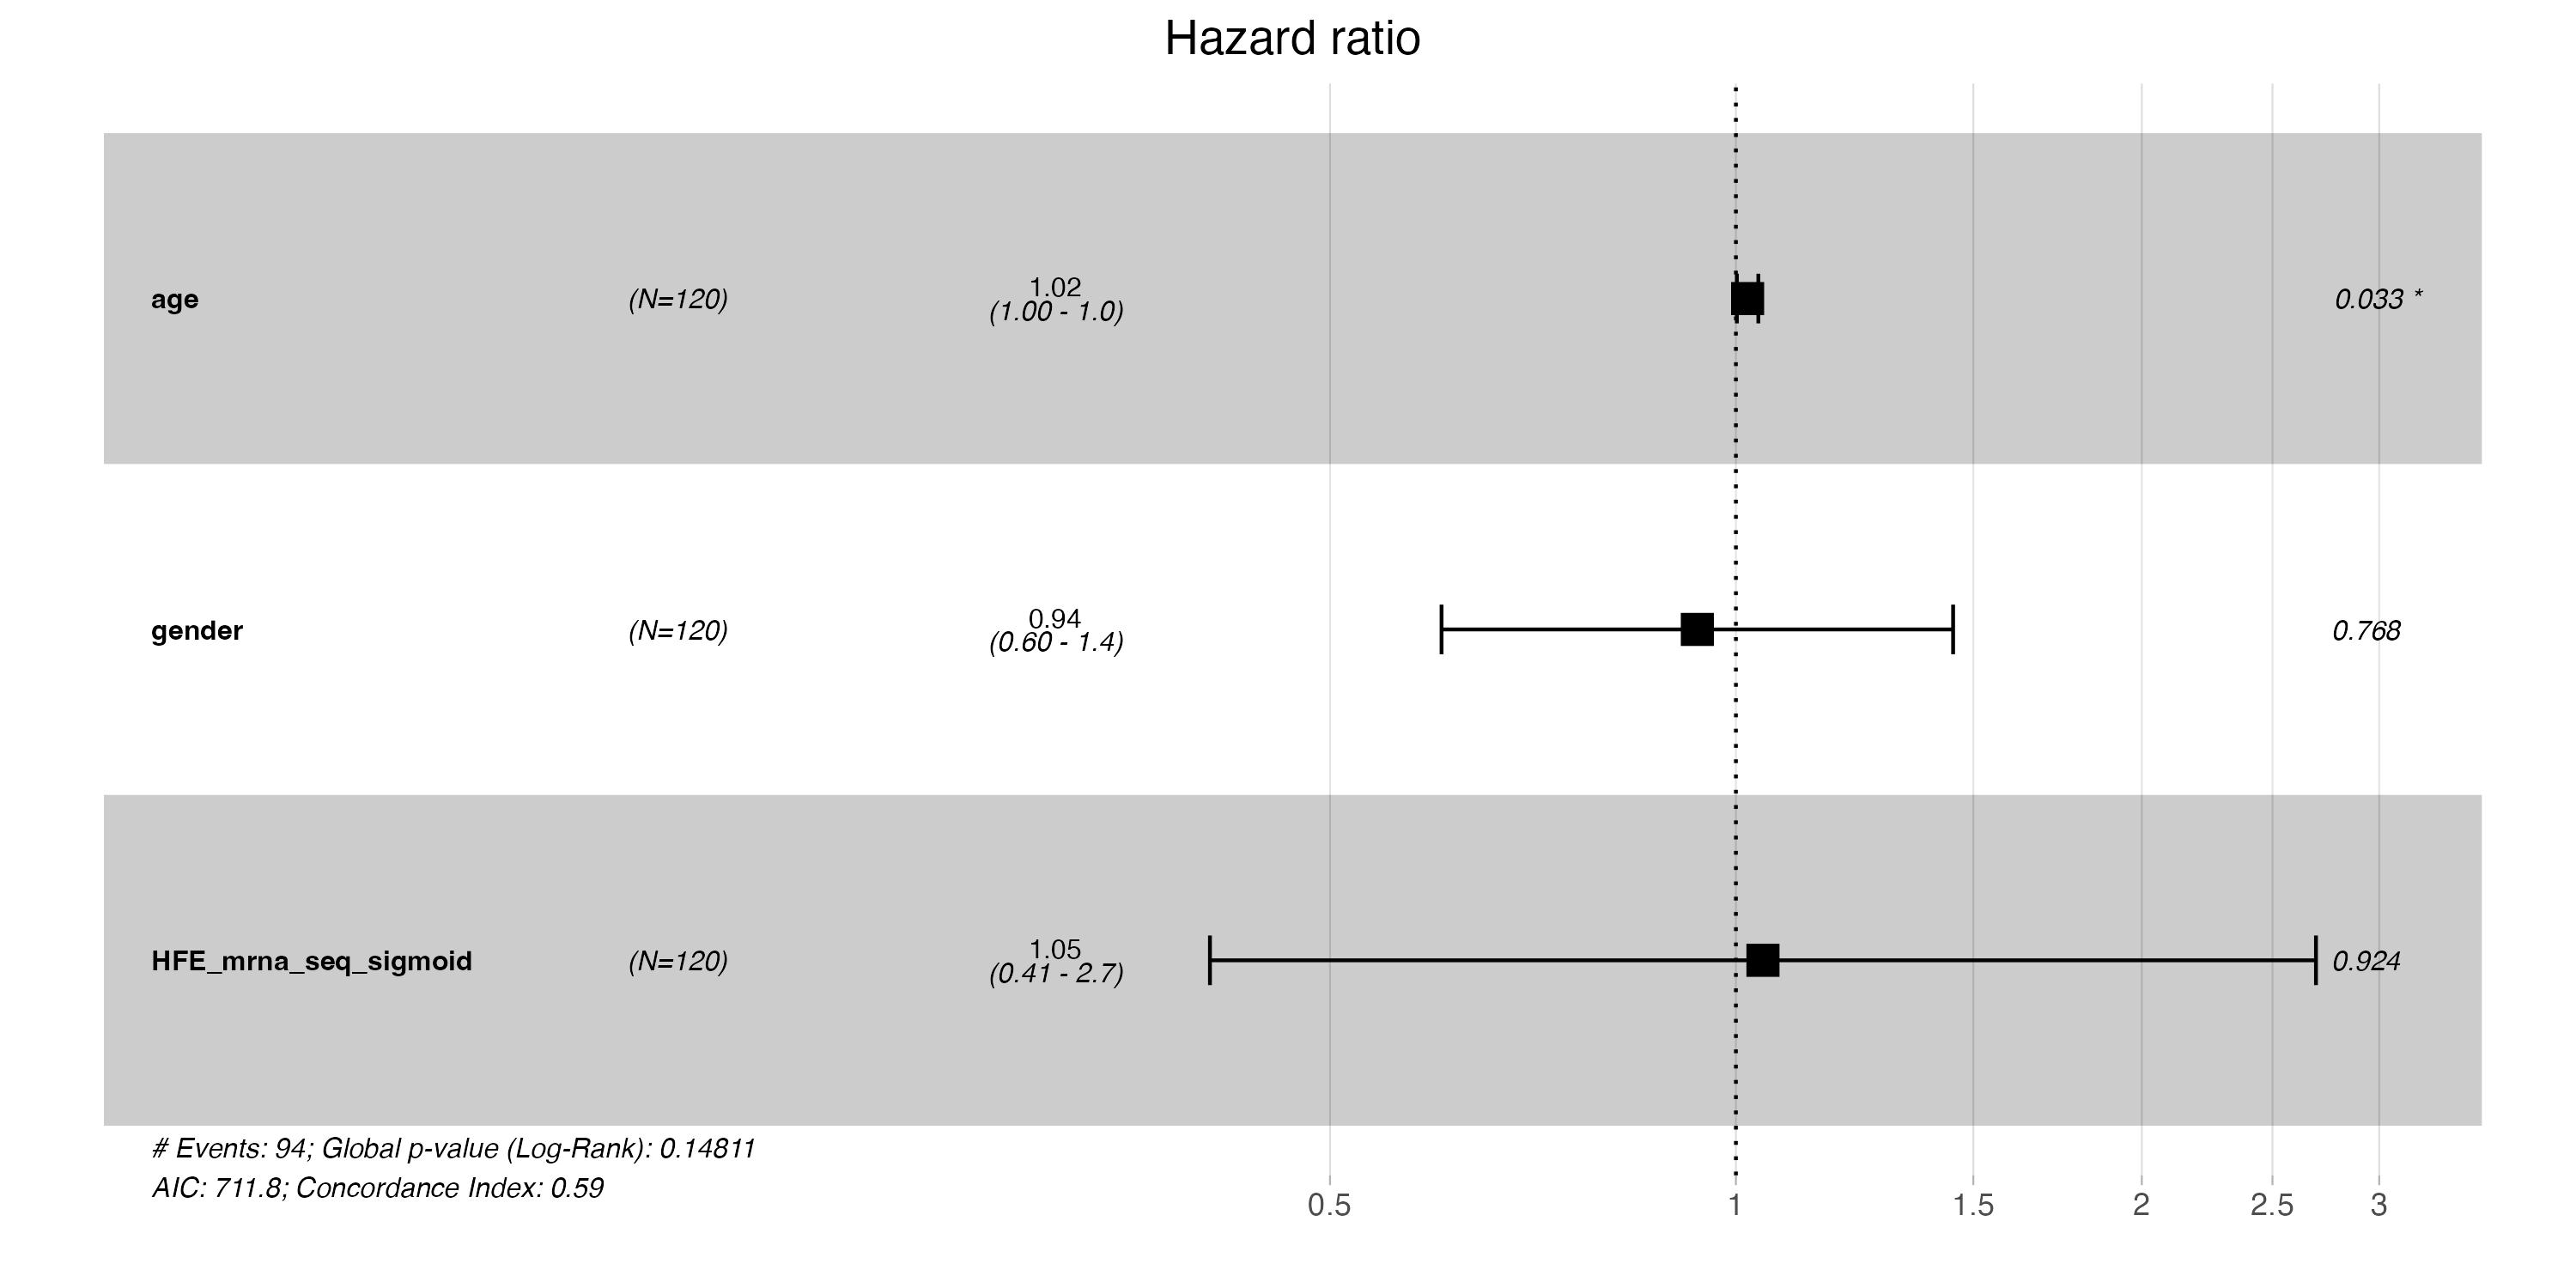 Hazard ratio
age (N=120) 1.02 0.033 *
(1.00 - 1.0)
gender (N=120) 0.94 0.768
(0.60 - 1.4)
HFE_mrna_seq_sigmoid (N=120) 1.05 0.924
(0.41 - 2.7)
# Events: 94; Global p-value (Log-Rank): 0.14811
AIC: 711.8; Concordance Index: 0.59
0.5 1 1.5 2 2.5 3